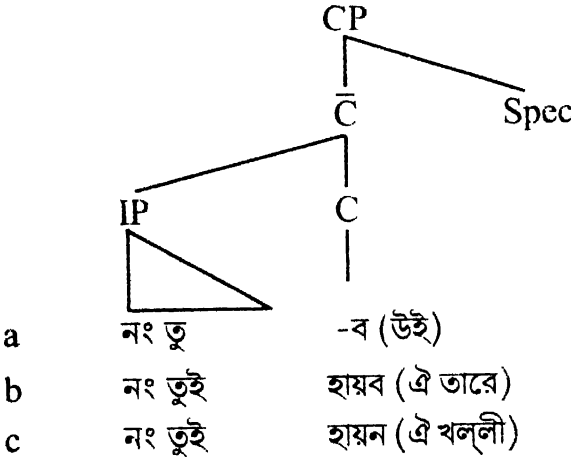 CP
C̄ Spec
IP C
a নং তু -ব (উই)
b নং তুই হায়ব (ঐ তারে)
c নং তুই হায়ন (ঐ খল্লী)